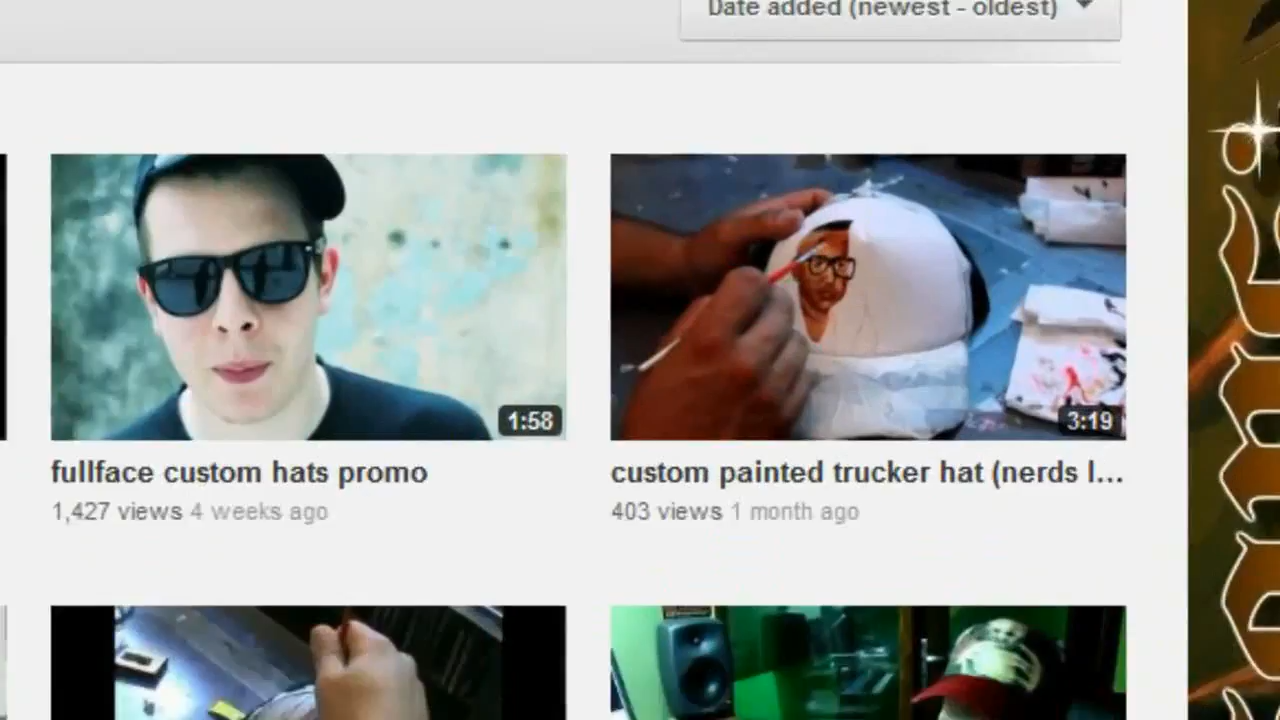 Date added (newest - oldest)
1:58
3:19
fullface custom hats promo
custom painted trucker hat (nerds l...
1,427 views 4 weeks ago
403 views 1 month ago